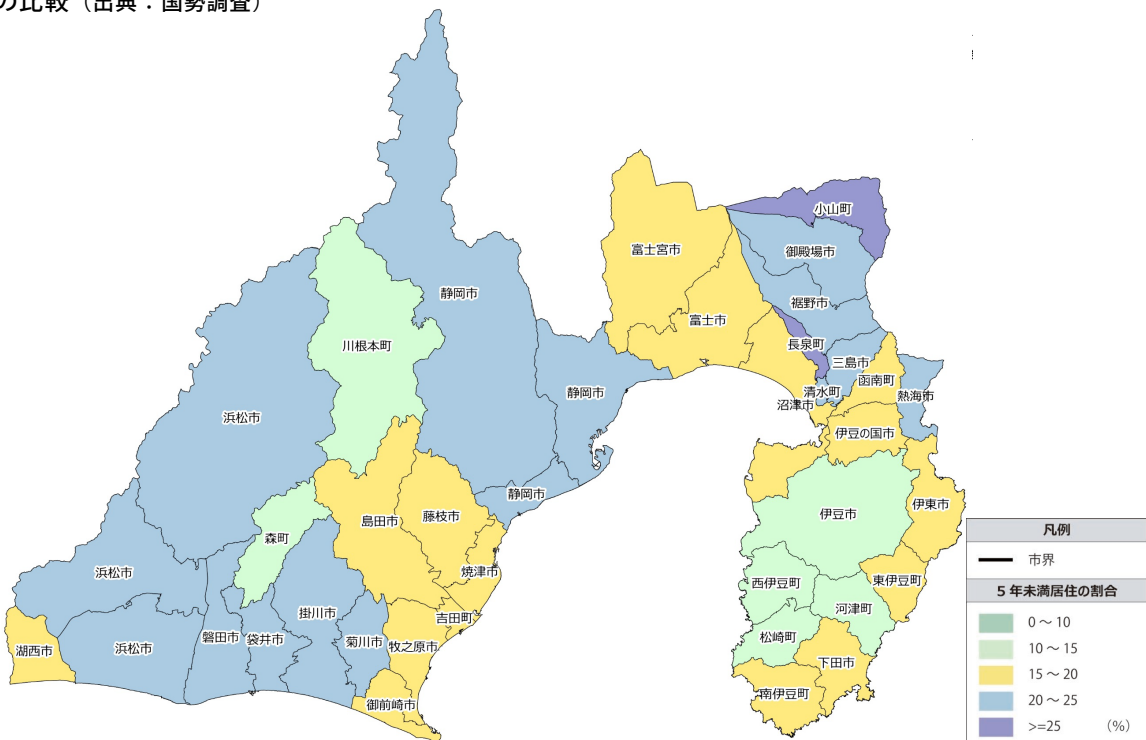 の比較（出典：国勢調査）
小山町
富士宮市
御殿場市
静岡市
裾野市
富士市
川根本町
長泉町
三島市
函南町
静岡市
清水町
熱海市
沼津市
浜松市
伊豆の国市
静岡市
伊豆市
伊東市
島田市
藤枝市
森町
焼津市
浜松市
西伊豆町
東伊豆町
掛川市
河津町
吉田町
磐田市
袋井市
菊川市
牧之原市
松崎町
湖西市
浜松市
下田市
南伊豆町
御前崎市
凡例
市界
５年未満居住の割合
0 ～ 10
10 ～ 15
15 ～ 20
20 ～ 25
>=25 （%）